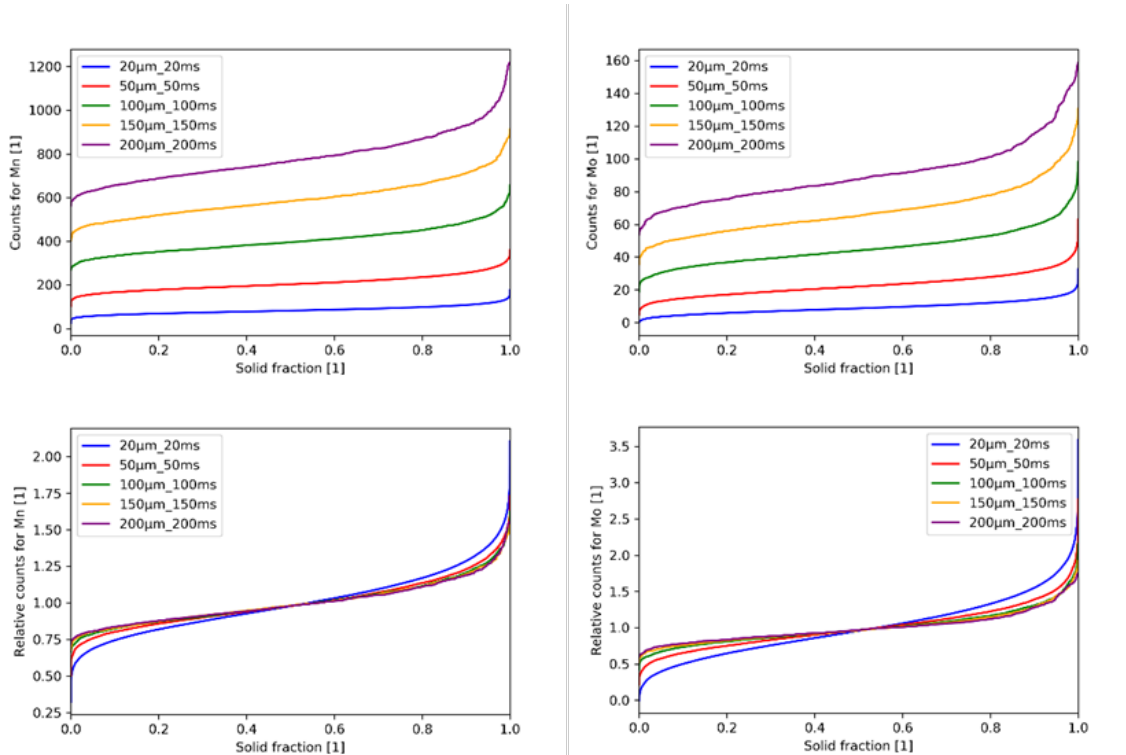 1200
1000
800
600
400
200
0
Counts for Mn [1]
20µm_20ms
50µm_50ms
100µm_100ms
150µm_150ms
200µm_200ms
0.0 0.2 0.4 0.6 0.8 1.0
Solid fraction [1]
160
140
120
100
80
60
40
20
0
Counts for Mo [1]
20µm_20ms
50µm_50ms
100µm_100ms
150µm_150ms
200µm_200ms
0.0 0.2 0.4 0.6 0.8 1.0
Solid fraction [1]
2.00
1.75
1.50
1.25
1.00
0.75
0.50
0.25
Relative counts for Mn [1]
20µm_20ms
50µm_50ms
100µm_100ms
150µm_150ms
200µm_200ms
0.0 0.2 0.4 0.6 0.8 1.0
Solid fraction [1]
3.5
3.0
2.5
2.0
1.5
1.0
0.5
0.0
Relative counts for Mo [1]
20µm_20ms
50µm_50ms
100µm_100ms
150µm_150ms
200µm_200ms
0.0 0.2 0.4 0.6 0.8 1.0
Solid fraction [1]